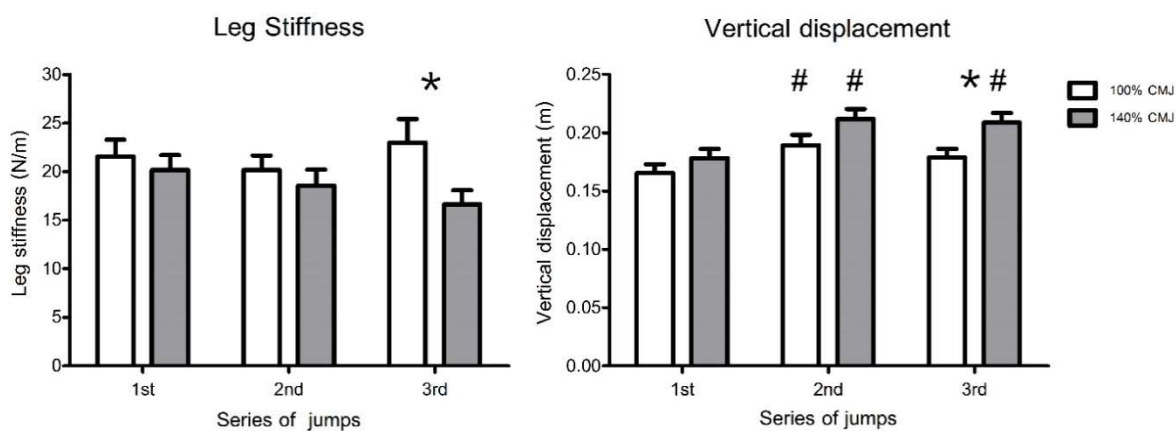 Leg Stiffness
Leg stiffness (N/m)
30
25
20
15
10
5
0
*
1st 2nd 3rd
Series of jumps
Vertical displacement
Vertical displacement (m)
0.25
0.20
0.15
0.10
0.05
0.00
# # * #
1st 2nd 3rd
Series of jumps
100% CMJ
140% CMJ